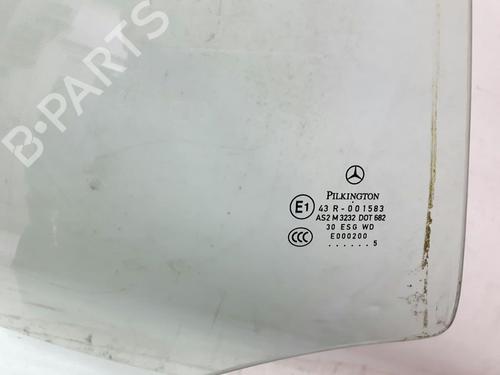 B-PARTS
PILKINGTON
E1 43 R-001583
AS2 M3232 DOT 682
30 ESG WD
CCC E000200
......5